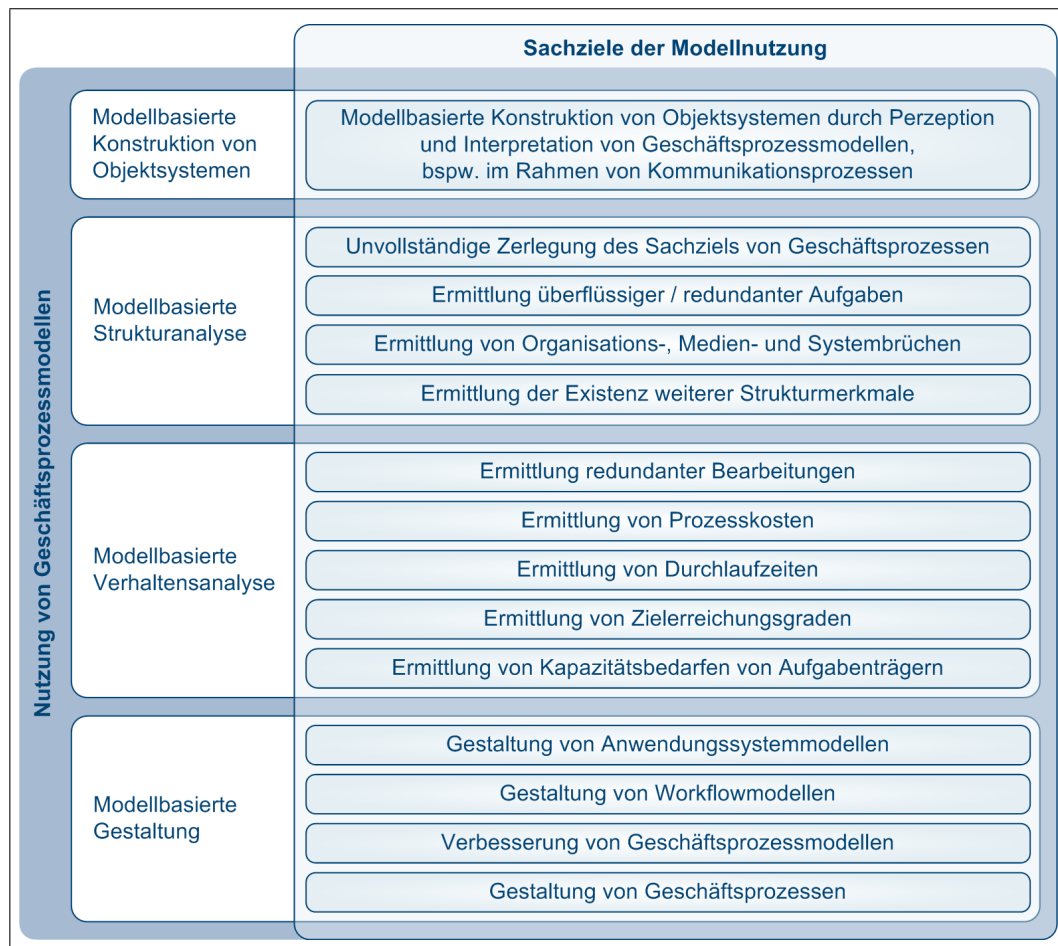 Sachziele der Modellnutzung
Nutzung von Geschäftsprozessmodellen
Modellbasierte
Konstruktion von
Objektsystemen
Modellbasierte Konstruktion von Objektsystemen durch Perzeption
und Interpretation von Geschäftsprozessmodellen,
bspw. im Rahmen von Kommunikationsprozessen
Modellbasierte
Strukturanalyse
Unvollständige Zerlegung des Sachziels von Geschäftsprozessen
Ermittlung überflüssiger / redundanter Aufgaben
Ermittlung von Organisations-, Medien- und Systembrüchen
Ermittlung der Existenz weiterer Strukturmerkmale
Modellbasierte
Verhaltensanalyse
Ermittlung redundanter Bearbeitungen
Ermittlung von Prozesskosten
Ermittlung von Durchlaufzeiten
Ermittlung von Zielerreichungsgraden
Ermittlung von Kapazitätsbedarfen von Aufgabenträgern
Modellbasierte
Gestaltung
Gestaltung von Anwendungssystemmodellen
Gestaltung von Workflowmodellen
Verbesserung von Geschäftsprozessmodellen
Gestaltung von Geschäftsprozessen